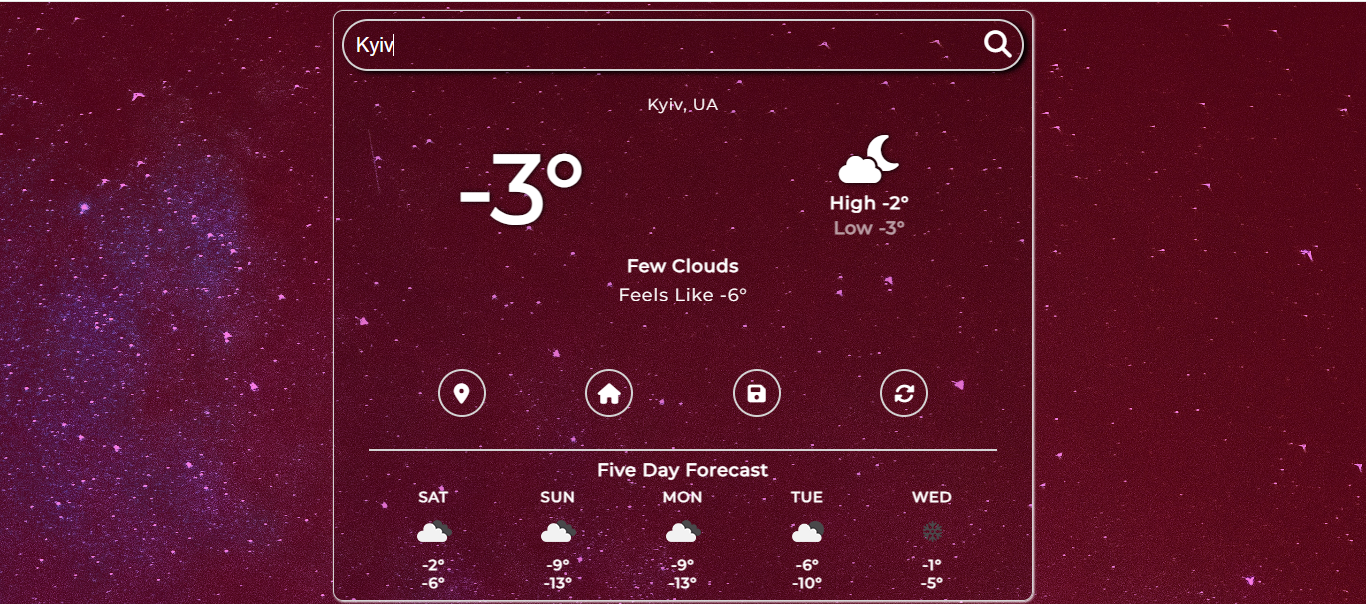 Kyiv
Kyiv, UA
-3°
High -2°
Low -3°
Few Clouds
Feels Like -6°
Five Day Forecast
SAT SUN MON TUE WED
-2° -9° -9° -6° -1°
-6° -13° -13° -10° -5°